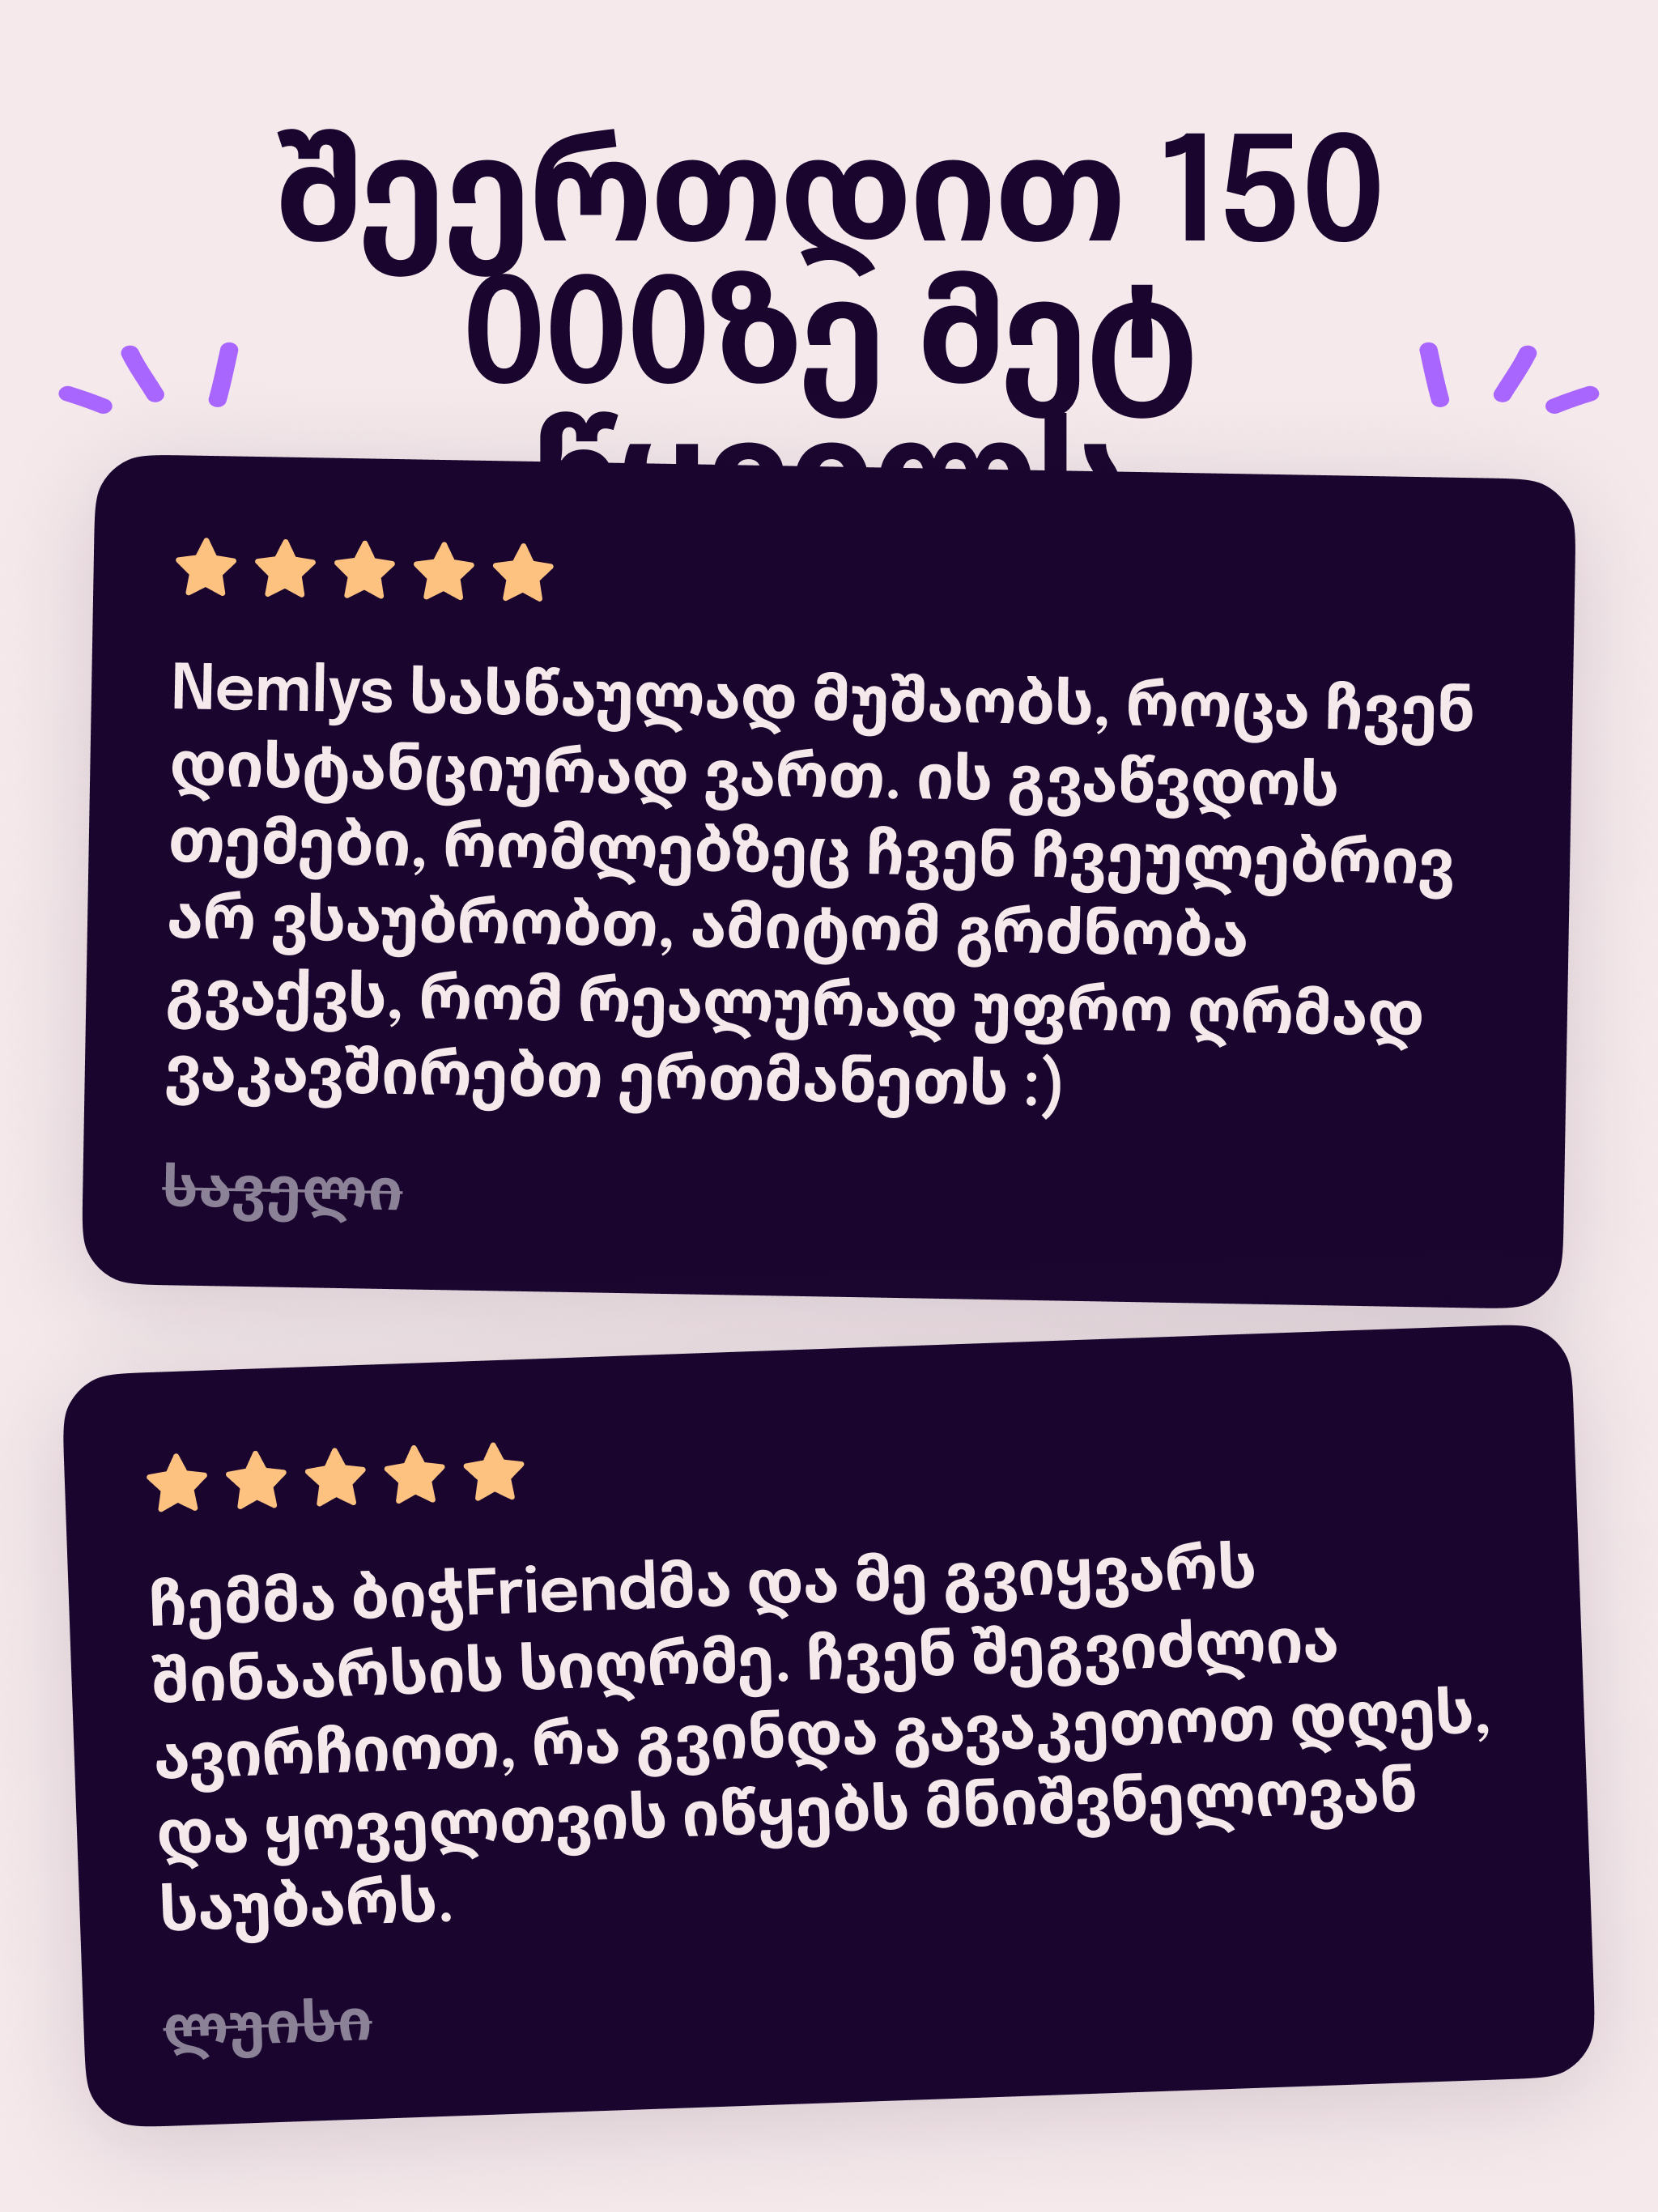 შეერთდით 150
000ზე მეტ
Nemlys სასწაულად მუშაობს, როცა ჩვენ
დისტანციურად ვართ. ის გვაწვდოს
თემები, რომლებზეც ჩვენ ჩვეულებრივ
არ ვსაუბრობთ, ამიტომ გრძნობა
გვაქვს, რომ რეალურად უფრო ღრმად
ვაკავშირებთ ერთმანეთს :)
საველი
ჩემმა ბიჭFriendმა და მე გვიყვარს
შინაარსის სიღრმე. ჩვენ შეგვიძლია
ავირჩიოთ, რა გვინდა გავაკეთოთ დღეს,
და ყოველთვის იწყებს მნიშვნელოვან
საუბარს.
ლუისი